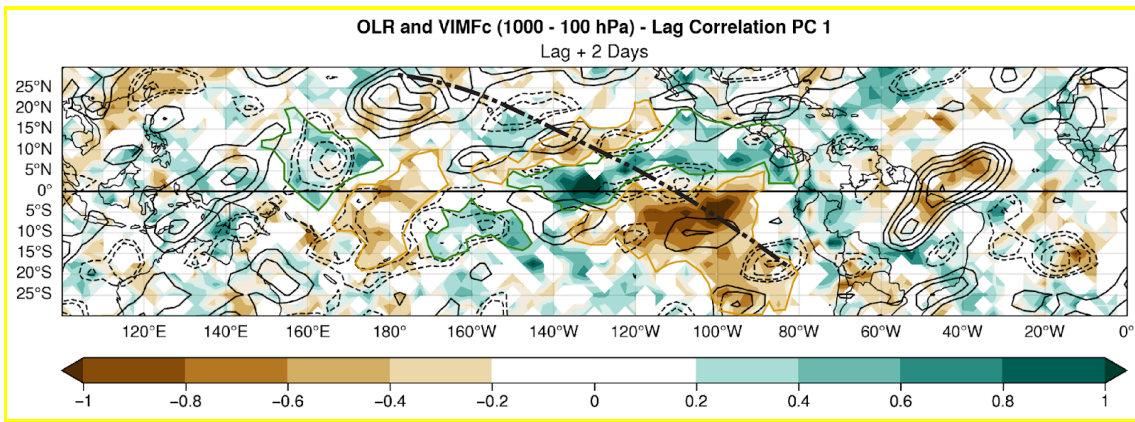 OLR and VIMFc (1000 - 100 hPa) - Lag Correlation PC 1
Lag + 2 Days
25°N
20°N
15°N
10°N
5°N
0°
5°S
10°S
15°S
20°S
25°S
120°E 140°E 160°E 180° 160°W 140°W 120°W 100°W 80°W 60°W 40°W 20°W 0°
−1 −0.8 −0.6 −0.4 −0.2 0 0.2 0.4 0.6 0.8 1